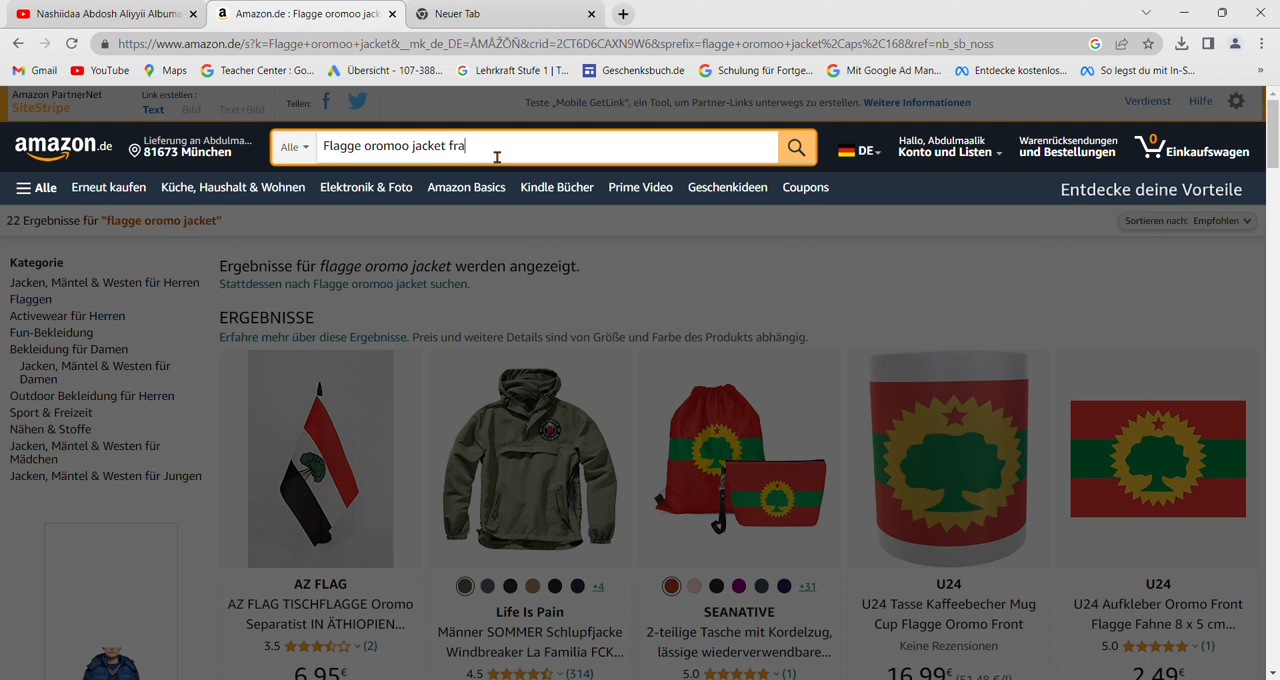 Nashiidaa Abdosh Aliyyii Albuma
Amazon.de : Flagge oromoo jack
Neuer Tab
https://www.amazon.de/s?k=Flagge+oromoo+jacket&__mk_de_DE=ÅMÅŽÕÑ&crid=2CT6D6CAXN9W6&sprefix=flagge+oromoo+jacket%2Caps%2C168&ref=nb_sb_noss
Gmail YouTube Maps Teacher Center : Go... Übersicht - 107-388... Lehrkraft Stufe 1 | T... Geschenksbuch.de Schulung für Fortge... Mit Google Ad Man... Entdecke kostenlos... So legst du mit In-S... »
Amazon PartnerNet
SiteStripe
Link erstellen:
Text Bild Text+Bild
Teilen:
Teste „Mobile GetLink“, ein Tool, um Partner-Links unterwegs zu erstellen. Weitere Informationen
Verdienst Hilfe
amazon.de
Lieferung an Abdulma...
81673 München
Alle
Flagge oromoo jacket fra
DE
Hallo, Abdulmaalik
Konto und Listen
Warenrücksendungen
und Bestellungen
0
Einkaufswagen
Alle Erneut kaufen Küche, Haushalt & Wohnen Elektronik & Foto Amazon Basics Kindle Bücher Prime Video Geschenkideen Coupons Entdecke deine Vorteile
22 Ergebnisse für "flagge oromo jacket"
Sortieren nach: Empfohlen
Kategorie
Jacken, Mäntel & Westen für Herren
Flaggen
Activewear für Herren
Fun-Bekleidung
Bekleidung für Damen
Jacken, Mäntel & Westen für
Damen
Outdoor Bekleidung für Herren
Sport & Freizeit
Nähen & Stoffe
Jacken, Mäntel & Westen für
Mädchen
Jacken, Mäntel & Westen für Jungen
Ergebnisse für flagge oromo jacket werden angezeigt.
Stattdessen nach Flagge oromoo jacket suchen.
ERGEBNISSE
Erfahre mehr über diese Ergebnisse. Preis und weitere Details sind von Größe und Farbe des Produkts abhängig.
AZ FLAG
AZ FLAG TISCHFLAGGE Oromo
Separatist IN ÄTHIOPIEN...
3.5 (2)
6,95€
+4
Life Is Pain
Männer SOMMER Schlupfjacke
Windbreaker La Familia FCK...
4.5 (314)
+31
SEANATIVE
2-teilige Tasche mit Kordelzug,
lässige wiederverwendbare...
5.0 (1)
U24
U24 Tasse Kaffeebecher Mug
Cup Flagge Oromo Front
Keine Rezensionen
16,99€ (51,48 €/l)
U24
U24 Aufkleber Oromo Front
Flagge Fahne 8 x 5 cm...
5.0 (1)
2,49€